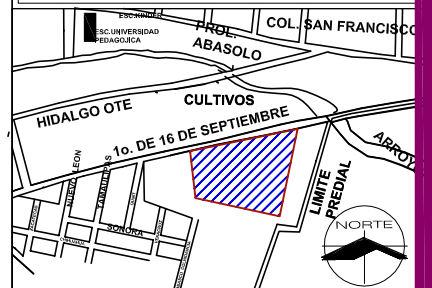 ESC.KINDER
ESC.UNIVERSIDAD
PEDAGOJICA
PROL.
ABASOLO
COL. SAN FRANCISCO
HIDALGO OTE
CULTIVOS
1o. DE 16 DE SEPTIEMBRE
ARROYO
NUEVO LEON
TAMAULIPAS
LIMITE
PREDIAL
SONORA
NORTE